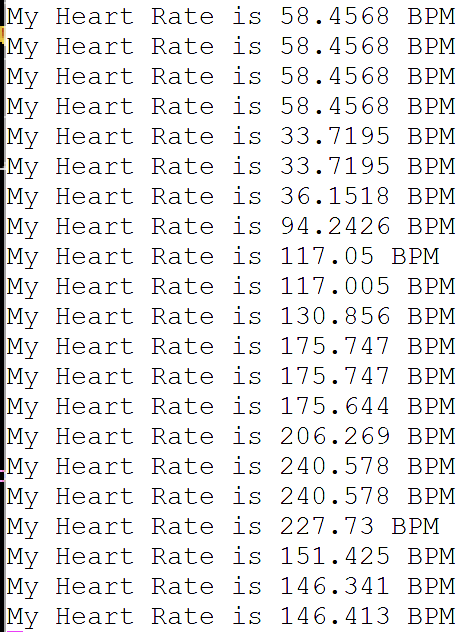 My Heart Rate is 58.4568 BPM
My Heart Rate is 58.4568 BPM
My Heart Rate is 58.4568 BPM
My Heart Rate is 58.4568 BPM
My Heart Rate is 33.7195 BPM
My Heart Rate is 33.7195 BPM
My Heart Rate is 36.1518 BPM
My Heart Rate is 94.2426 BPM
My Heart Rate is 117.05 BPM
My Heart Rate is 117.005 BPM
My Heart Rate is 130.856 BPM
My Heart Rate is 175.747 BPM
My Heart Rate is 175.747 BPM
My Heart Rate is 175.644 BPM
My Heart Rate is 206.269 BPM
My Heart Rate is 240.578 BPM
My Heart Rate is 240.578 BPM
My Heart Rate is 227.73 BPM
My Heart Rate is 151.425 BPM
My Heart Rate is 146.341 BPM
My Heart Rate is 146.413 BPM